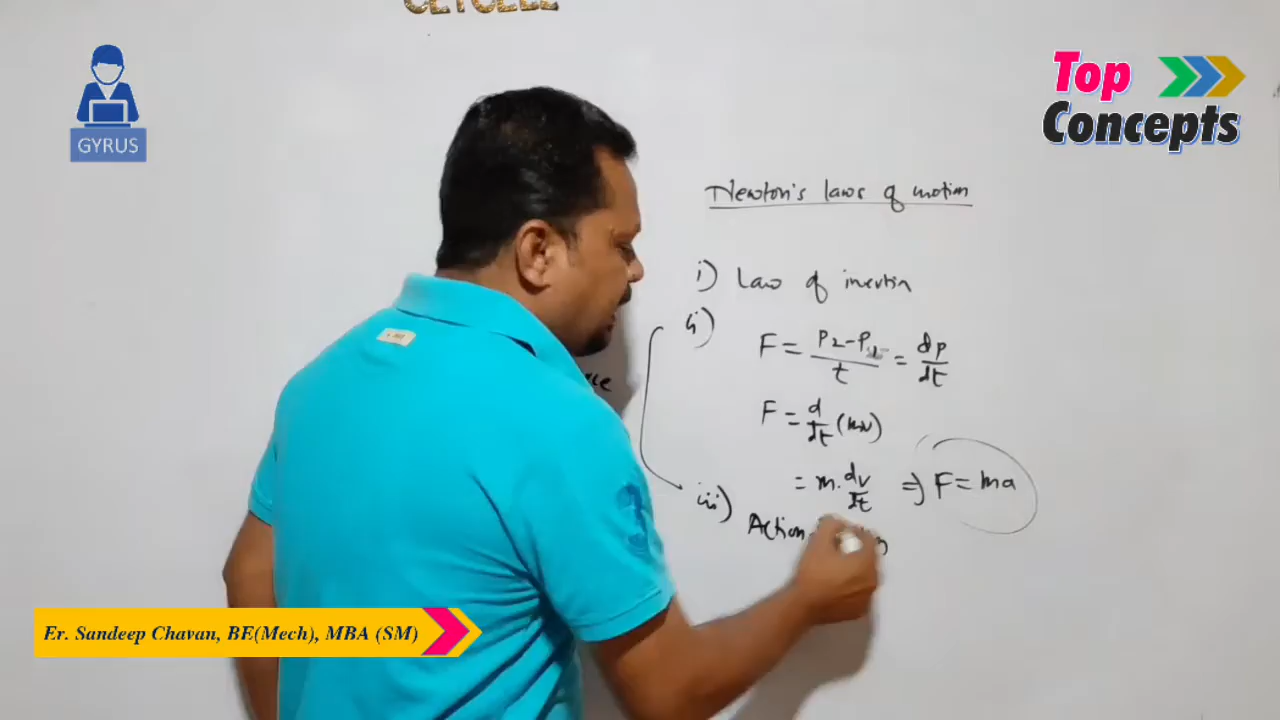 GYRUS
Top
Concepts
Newton's laws of motion
i) Law of inertia
ii)
F = p2-p1/t = dp/dt
F = d/dt (mv)
= m. dv/dt => F = ma
iii)
Action
Er. Sandeep Chavan, BE(Mech), MBA (SM)